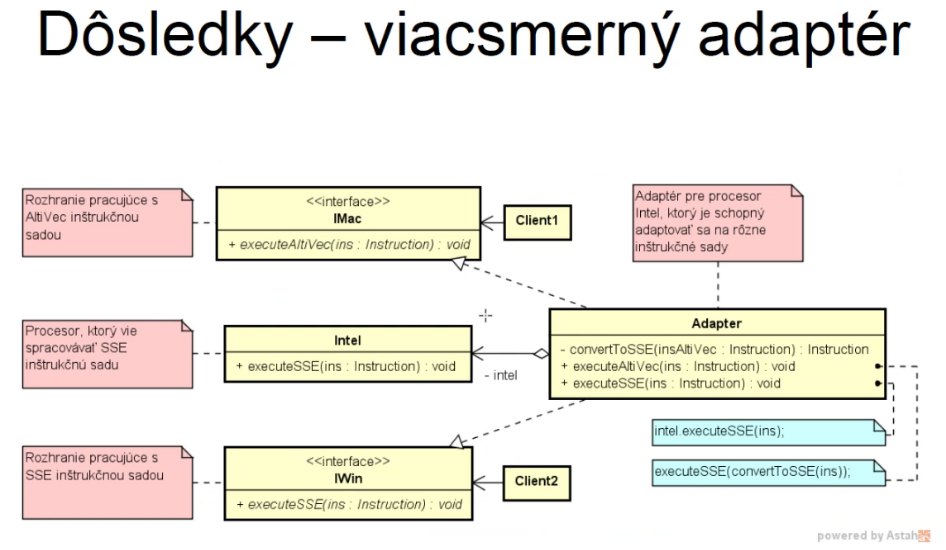 Dôsledky – viacsmerný adaptér
Rozhranie pracujúce s
AltiVec inštrukčnou
sadou
<<interface>>
IMac
+ executeAltiVec(ins : Instruction) : void
Client1
Adaptér pre procesor
Intel, ktorý je schopný
adaptovať sa na rôzne
inštrukčné sady
Procesor, ktorý vie
spracovávať SSE
inštrukčnú sadu
Intel
+ executeSSE(ins : Instruction) : void
- intel
Adapter
- convertToSSE(insAltiVec : Instruction) : Instruction
+ executeAltiVec(ins : Instruction) : void
+ executeSSE(ins : Instruction) : void
intel.executeSSE(ins);
executeSSE(convertToSSE(ins));
Rozhranie pracujúce s
SSE inštrukčnou sadou
<<interface>>
IWin
+ executeSSE(ins : Instruction) : void
Client2
powered by Astah